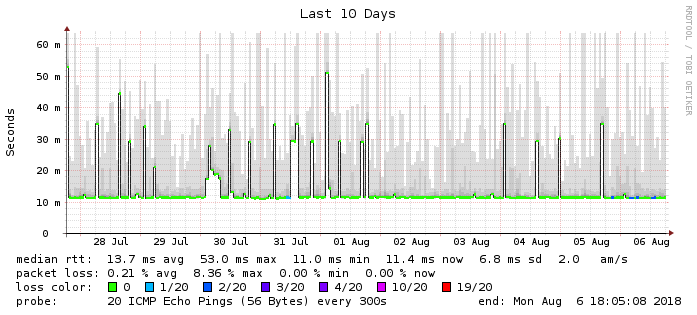 Last 10 Days
RRDTOOL / TOBI OETIKER
Seconds
60 m
50 m
40 m
30 m
20 m
10 m
0
28 Jul 29 Jul 30 Jul 31 Jul 01 Aug 02 Aug 03 Aug 04 Aug 05 Aug 06 Aug
median rtt: 13.7 ms avg 53.0 ms max 11.0 ms min 11.4 ms now 6.8 ms sd 2.0 am/s
packet loss: 0.21 % avg 8.36 % max 0.00 % min 0.00 % now
loss color: 0 1/20 2/20 3/20 4/20 10/20 19/20
probe: 20 ICMP Echo Pings (56 Bytes) every 300s end: Mon Aug 6 18:05:08 2018